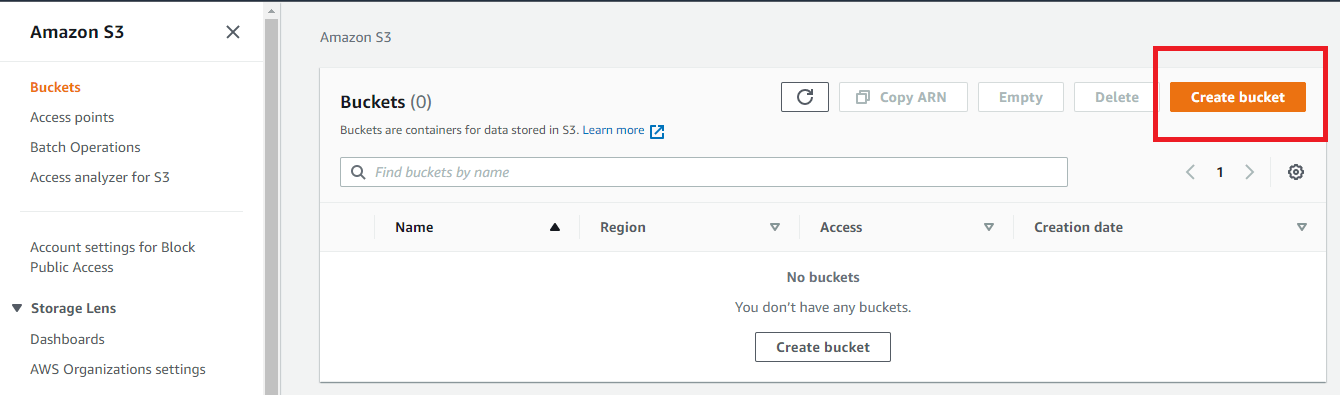 Amazon S3
Buckets
Access points
Batch Operations
Access analyzer for S3
Account settings for Block
Public Access
Storage Lens
Dashboards
AWS Organizations settings
Amazon S3
Buckets (0)
Copy ARN
Empty
Delete
Create bucket
Buckets are containers for data stored in S3. Learn more
Find buckets by name
1
Name Region Access Creation date
No buckets
You don't have any buckets.
Create bucket